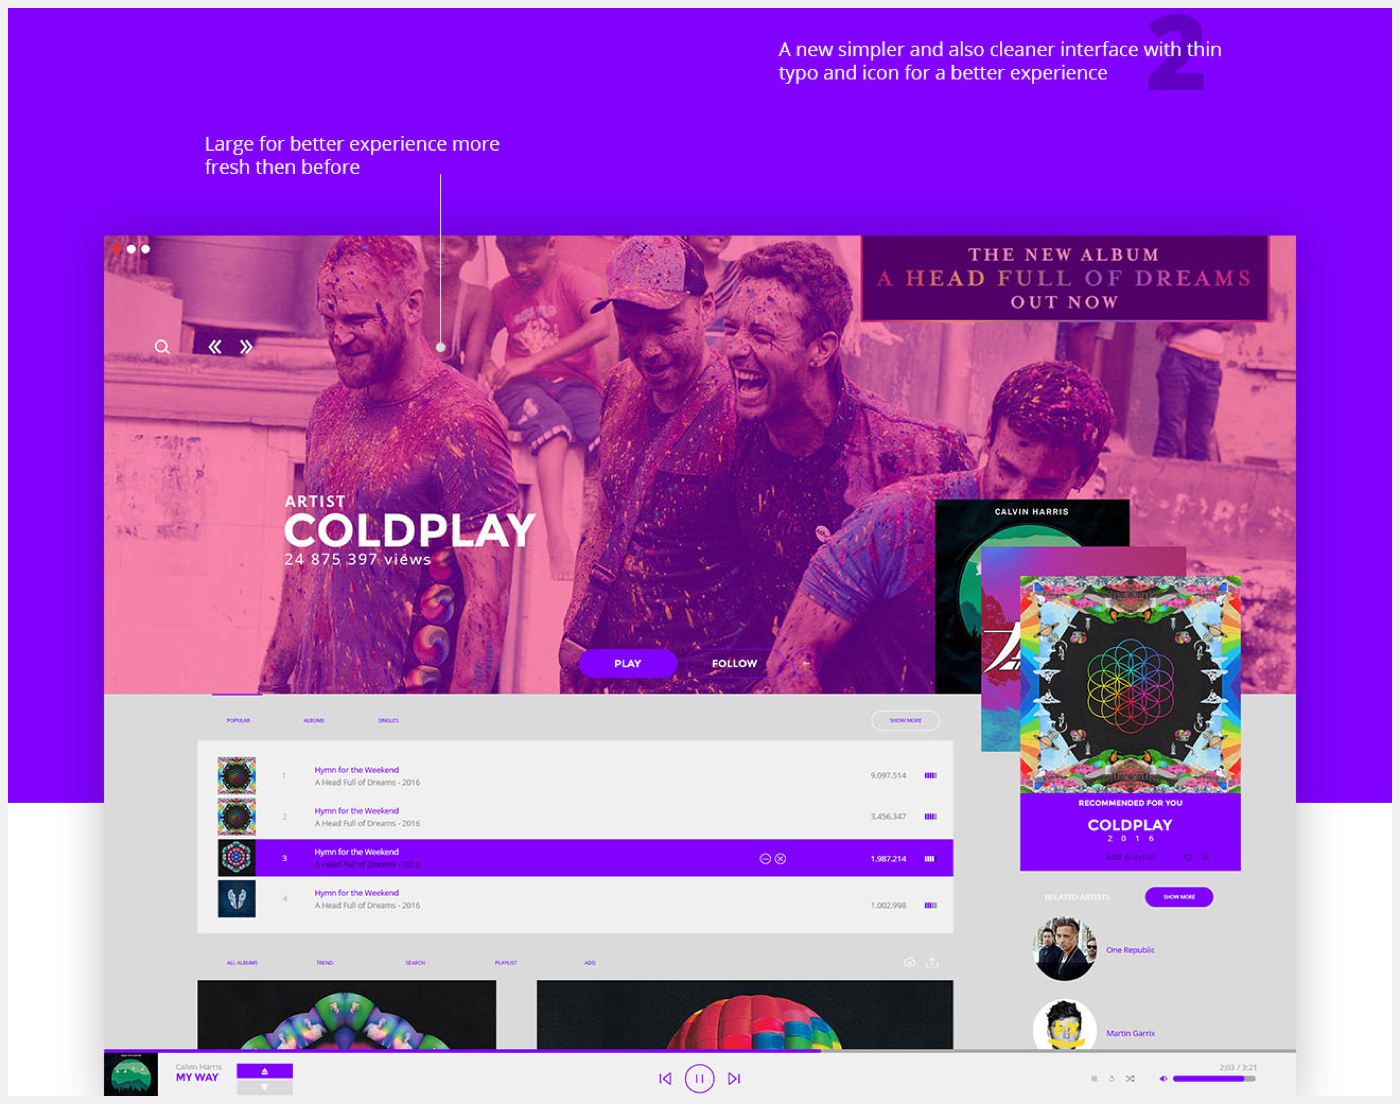 2
A new simpler and also cleaner interface with thin
typo and icon for a better experience
Large for better experience more
fresh then before
THE NEW ALBUM
A HEAD FULL OF DREAMS
OUT NOW
ARTIST
COLDPLAY
24 875 397 views
CALVIN HARRIS
PLAY
FOLLOW
POPULAR
ALBUMS
SINGLES
SHOW MORE
1
Hymn for the Weekend
A Head Full of Dreams - 2016
9.097.514
2
Hymn for the Weekend
A Head Full of Dreams - 2016
3.456.347
3
Hymn for the Weekend
A Head Full of Dreams - 2016
1.987.214
4
Hymn for the Weekend
A Head Full of Dreams - 2016
1.002.998
RECOMMENDED FOR YOU
COLDPLAY
2 0 1 6
add playlist
RELATED ARTISTS
SHOW MORE
One Republic
Martin Garrix
ALL ALBUMS
TREND
SEARCH
PLAYLIST
ADD
Calvin Harris
MY WAY
2:03 / 3:21